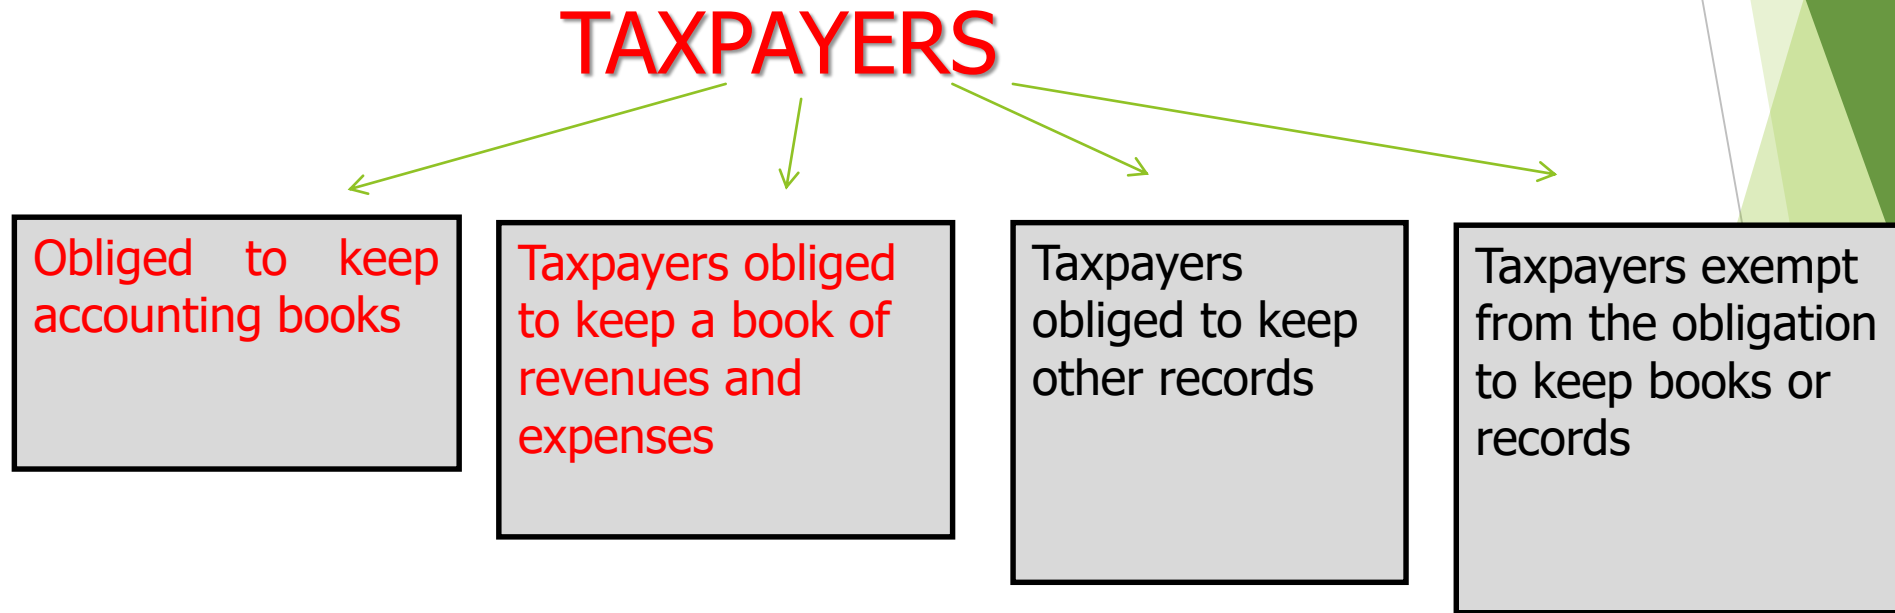 TAXPAYERS
Obliged to keep
accounting books
Taxpayers obliged
to keep a book of
revenues and
expenses
Taxpayers
obliged to keep
other records
Taxpayers exempt
from the obligation
to keep books or
records